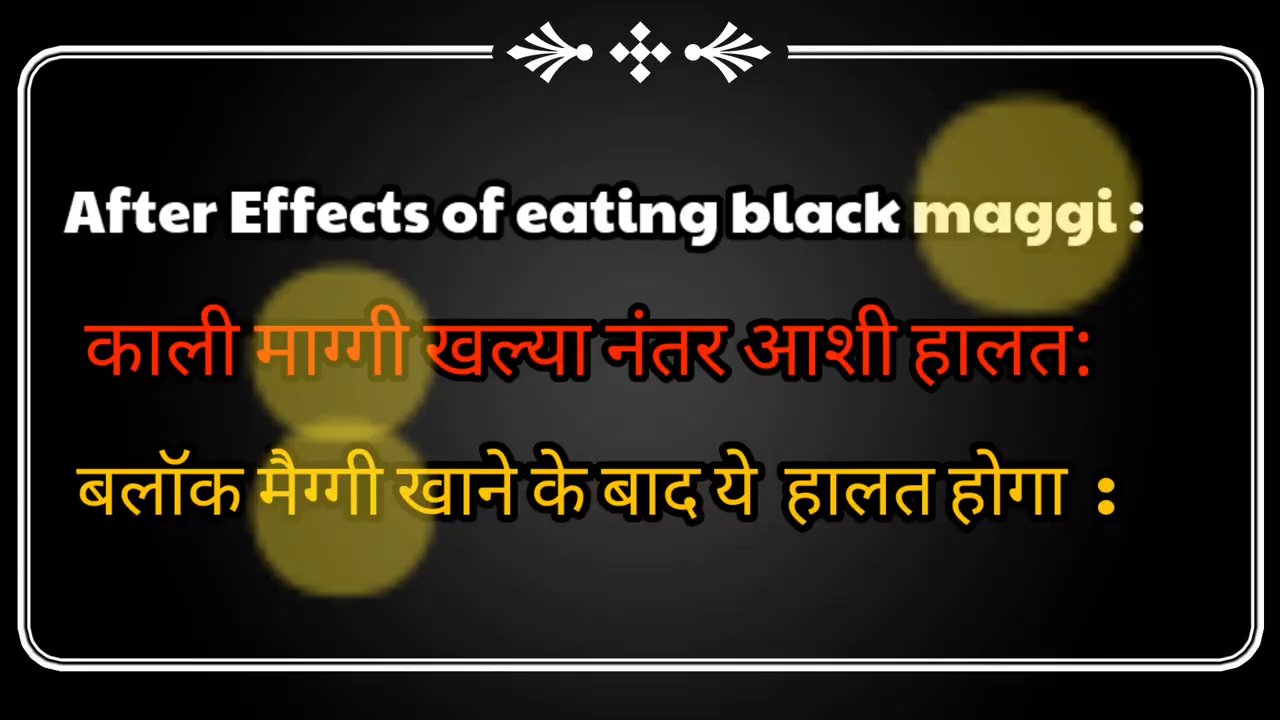 After Effects of eating black maggi :
काली माग्गी खल्या नंतर आशी हालत:
बलॉक मैग्गी खाने के बाद ये हालत होगा :